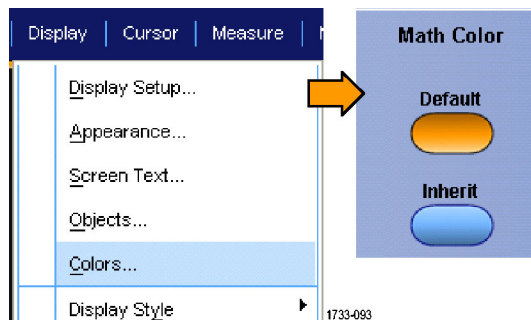 Display Cursor Measure
Display Setup...
Appearance...
Screen Text...
Objects...
Colors...
Display Style
Math Color
Default
Inherit
1733-093